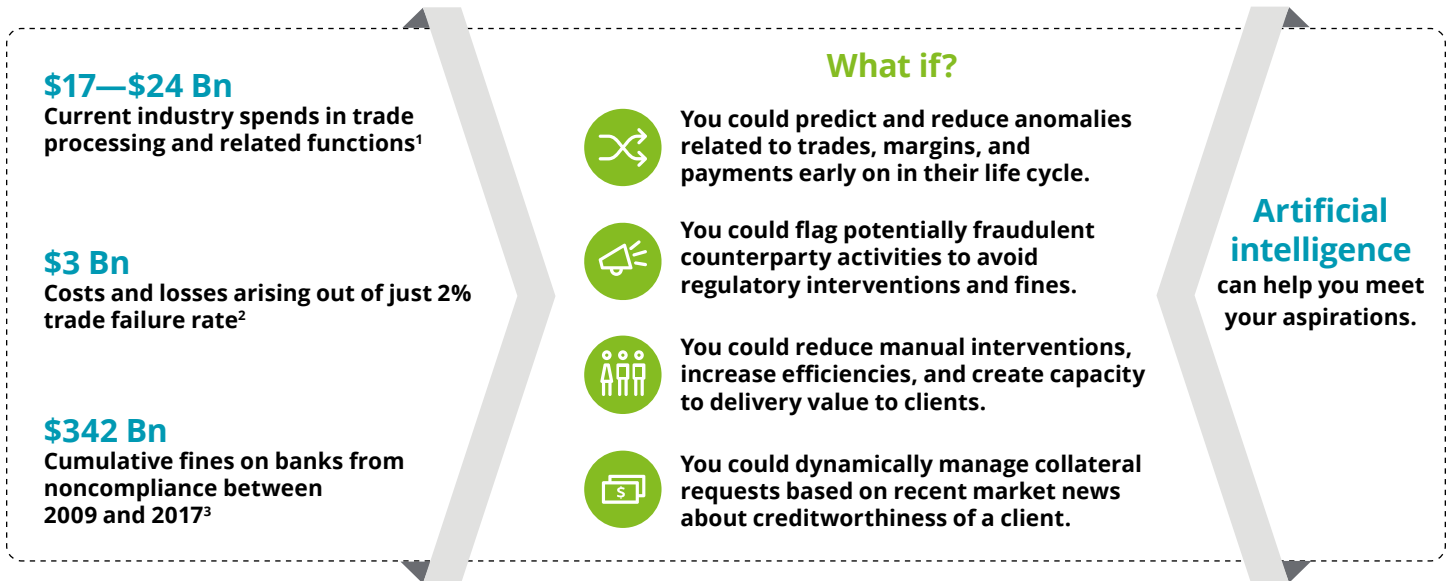 $17—$24 Bn
Current industry spends in trade
processing and related functions¹
$3 Bn
Costs and losses arising out of just 2%
trade failure rate²
$342 Bn
Cumulative fines on banks from
noncompliance between
2009 and 2017³
What if?
You could predict and reduce anomalies
related to trades, margins, and
payments early on in their life cycle.
You could flag potentially fraudulent
counterparty activities to avoid
regulatory interventions and fines.
You could reduce manual interventions,
increase efficiencies, and create capacity
to delivery value to clients.
$
You could dynamically manage collateral
requests based on recent market news
about creditworthiness of a client.
Artificial
intelligence
can help you meet
your aspirations.